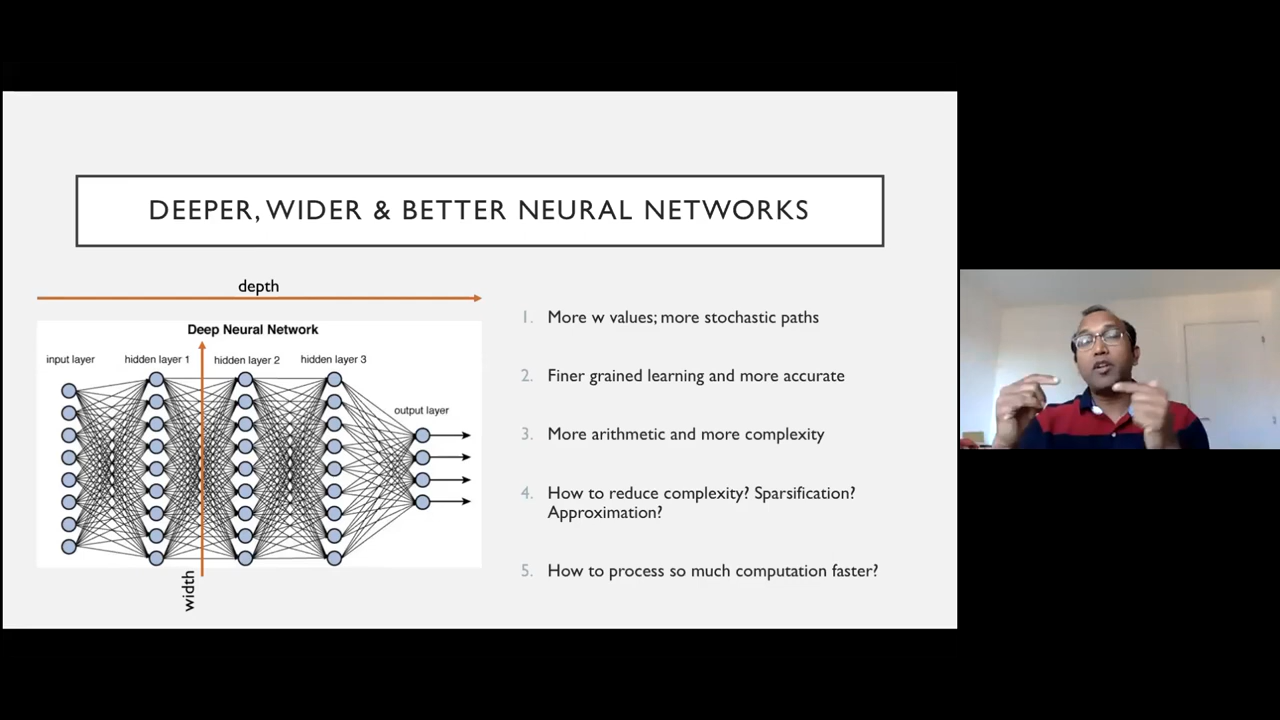 DEEPER, WIDER & BETTER NEURAL NETWORKS
depth
Deep Neural Network
input layer
hidden layer 1
hidden layer 2
hidden layer 3
output layer
width
1. More w values; more stochastic paths
2. Finer grained learning and more accurate
3. More arithmetic and more complexity
4. How to reduce complexity? Sparsification?
Approximation?
5. How to process so much computation faster?